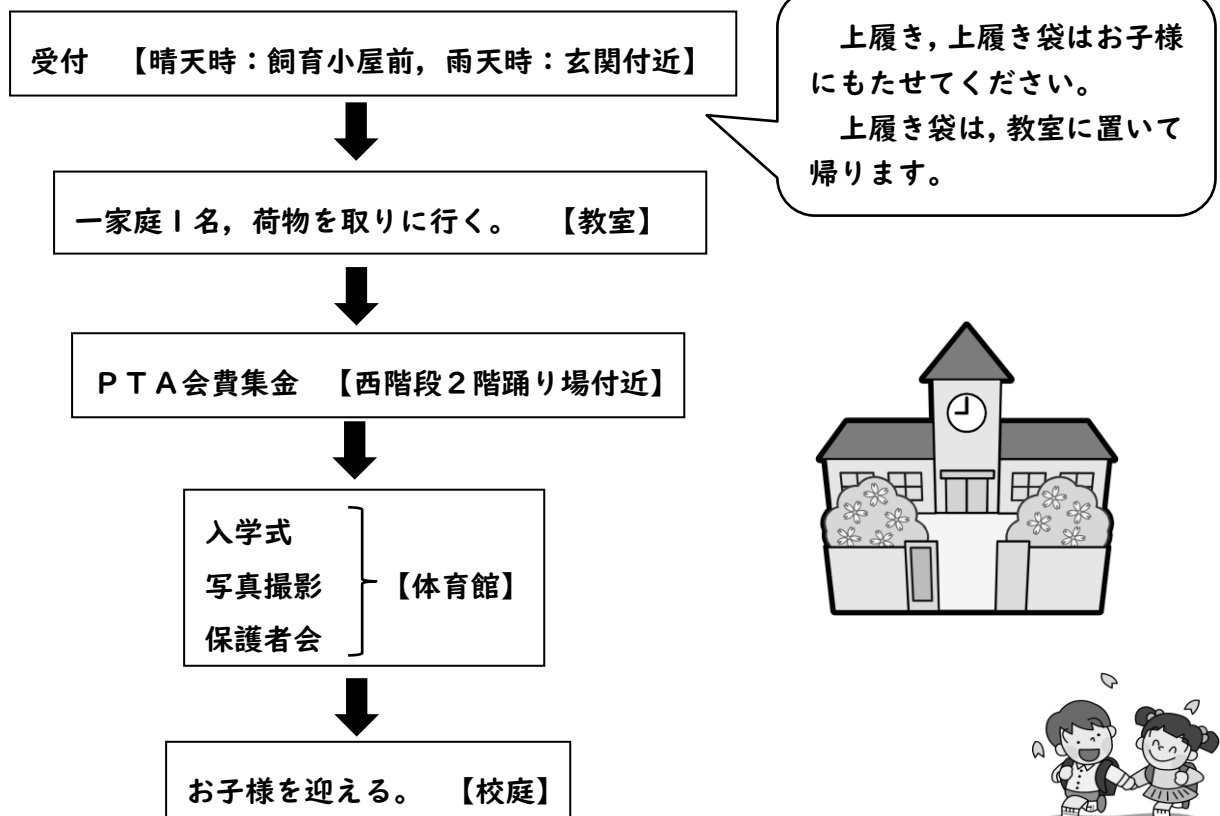 受付　【晴天時：飼育小屋前，雨天時：玄関付近】
上履き，上履き袋はお子様
にもたせてください。
上履き袋は，教室に置いて
帰ります。
一家庭１名，荷物を取りに行く。　【教室】
ＰＴＡ会費集金　【西階段２階踊り場付近】
入学式
写真撮影　【体育館】
保護者会
お子様を迎える。　【校庭】